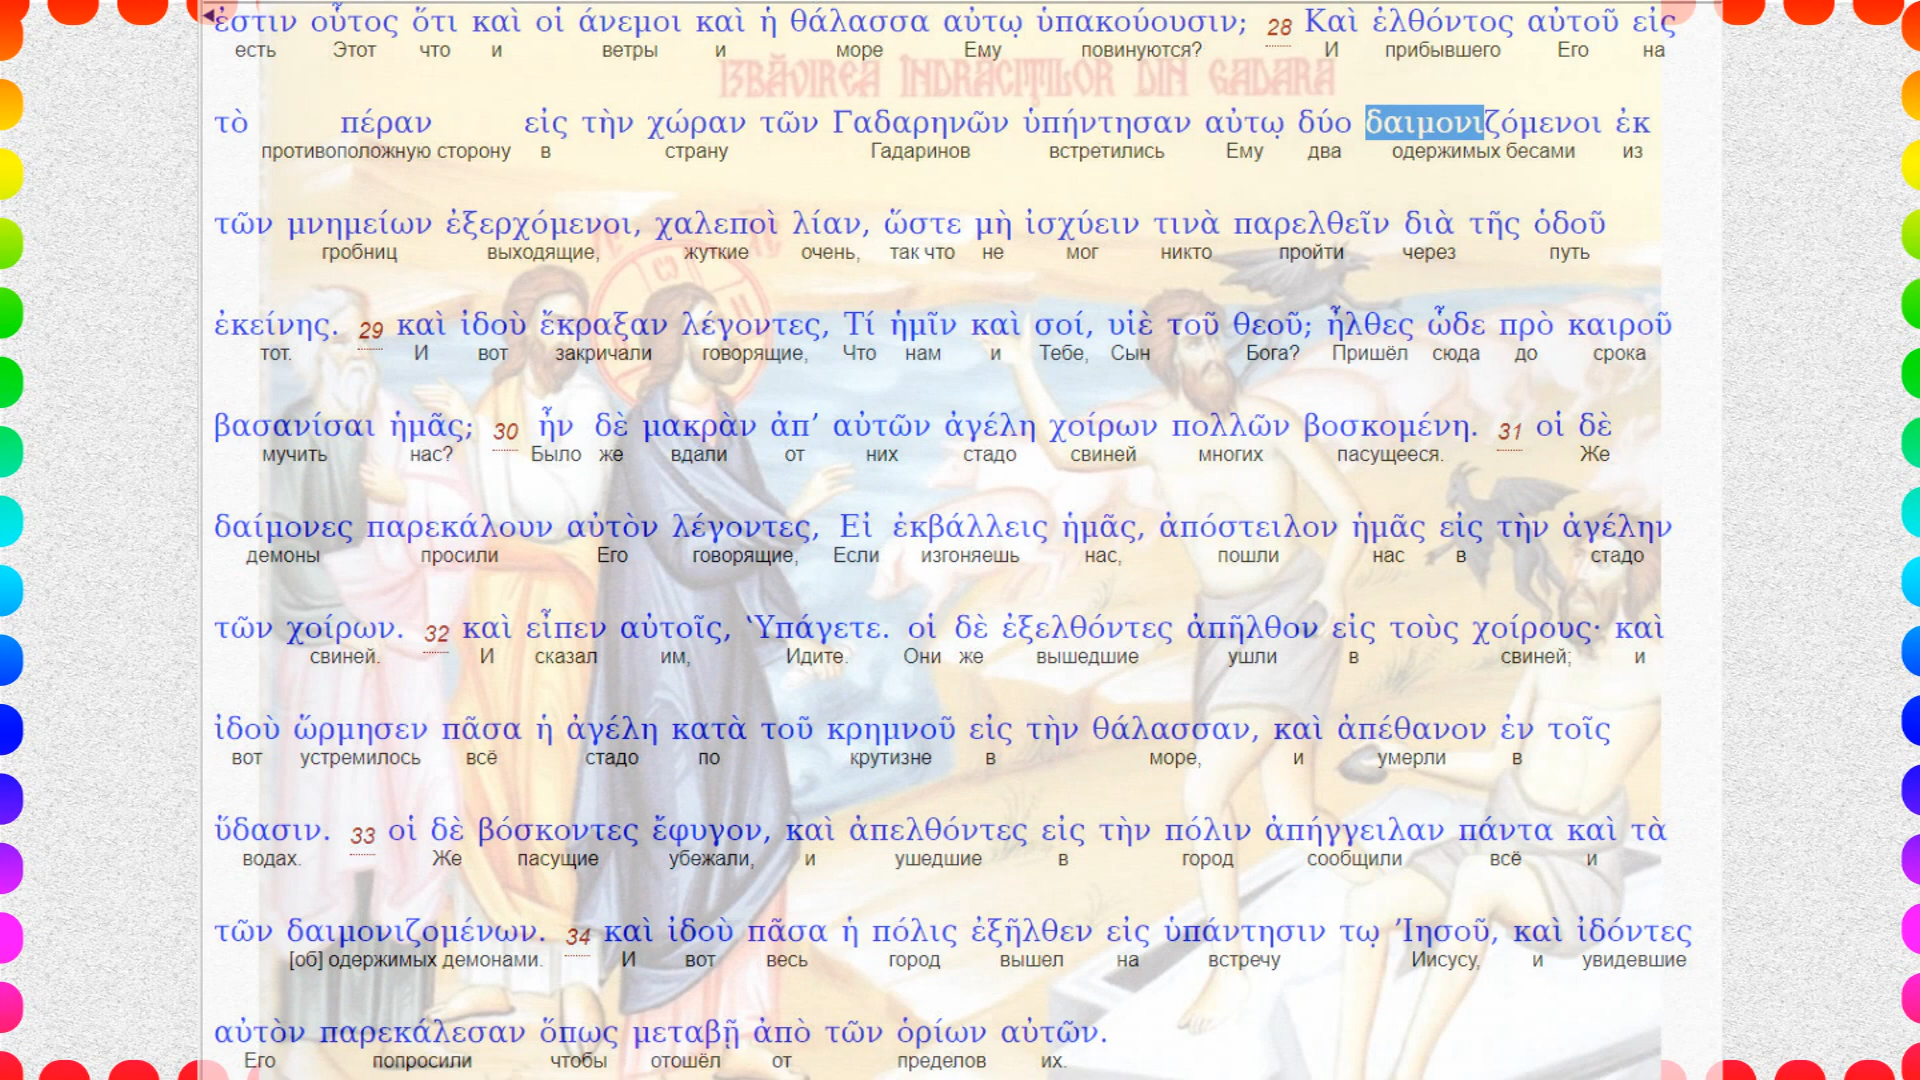 ἐστιν οὗτος ὅτι καὶ οἱ ἄνεμοι καὶ ἡ θάλασσα αὐτῳ ὑπακούουσιν; 28 Καὶ ἐλθόντος αὐτοῦ εἰς
есть Этот что и ветры и море Ему повинуются? И прибывшего Его на
IЗBĂVIREA ÎNDRĂCIŢILOR DIN GADARA
τὸ πέραν εἰς τὴν χώραν τῶν Γαδαρηνῶν ὑπήντησαν αὐτῳ δύο δαιμονιζόμενοι ἐκ
противоположную сторону в страну Гадаринов встретились Ему два одержимых бесами из
τῶν μνημείων ἐξερχόμενοι, χαλεποὶ λίαν, ὥστε μὴ ἰσχύειν τινὰ παρελθεῖν διὰ τῆς ὁδοῦ
гробниц выходящие, жуткие очень, так что не мог никто пройти через путь
ἐκείνης. 29 καὶ ἰδοὺ ἔκραξαν λέγοντες, Τί ἡμῖν καὶ σοί, υἱὲ τοῦ θεοῦ; ἦλθες ὧδε πρὸ καιροῦ
тот. И вот закричали говорящие, Что нам и Тебе, Сын Бога? Пришёл сюда до срока
βασανίσαι ἡμᾶς; 30 ἦν δὲ μακρὰν ἀπ’ αὐτῶν ἀγέλη χοίρων πολλῶν βοσκομένη. 31 οἱ δὲ
мучить нас? Было же вдали от них стадо свиней многих пасущееся. Же
δαίμονες παρεκάλουν αὐτὸν λέγοντες, Εἰ ἐκβάλλεις ἡμᾶς, ἀπόστειλον ἡμᾶς εἰς τὴν ἀγέλην
демоны просили Его говорящие, Если изгоняешь нас, пошли нас в стадо
τῶν χοίρων. 32 καὶ εἶπεν αὐτοῖς, Ὑπάγετε. οἱ δὲ ἐξελθόντες ἀπῆλθον εἰς τοὺς χοίρους· καὶ
свиней. И сказал им, Идите. Они же вышедшие ушли в свиней; и
ἰδοὺ ὥρμησεν πᾶσα ἡ ἀγέλη κατὰ τοῦ κρημνοῦ εἰς τὴν θάλασσαν, καὶ ἀπέθανον ἐν τοῖς
вот устремилось всё стадо по крутизне в море, и умерли в
ὕδασιν. 33 οἱ δὲ βόσκοντες ἔφυγον, καὶ ἀπελθόντες εἰς τὴν πόλιν ἀπήγγειλαν πάντα καὶ τὰ
водах. Же пасущие убежали, и ушедшие в город сообщили всё и
τῶν δαιμονιζομένων. 34 καὶ ἰδοὺ πᾶσα ἡ πόλις ἐξῆλθεν εἰς ὑπάντησιν τῳ Ἰησοῦ, καὶ ἰδόντες
[об] одержимых демонами. И вот весь город вышел на встречу Иисусу, и увидевшие
αὐτὸν παρεκάλεσαν ὅπως μεταβῇ ἀπὸ τῶν ὁρίων αὐτῶν.
Его попросили чтобы отошёл от пределов их.